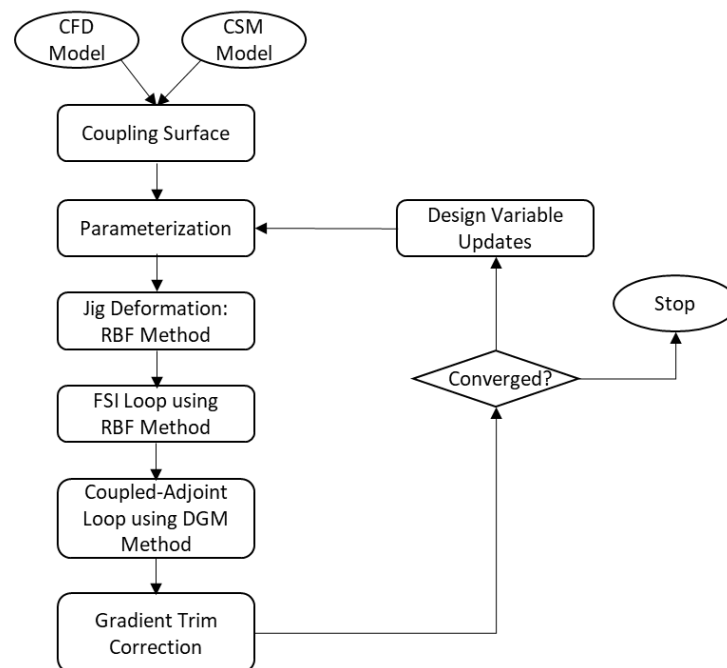 CFD
Model
CSM
Model
Coupling Surface
Parameterization
Design Variable
Updates
Jig Deformation:
RBF Method
Stop
Converged?
FSI Loop using
RBF Method
Coupled-Adjoint
Loop using DGM
Method
Gradient Trim
Correction